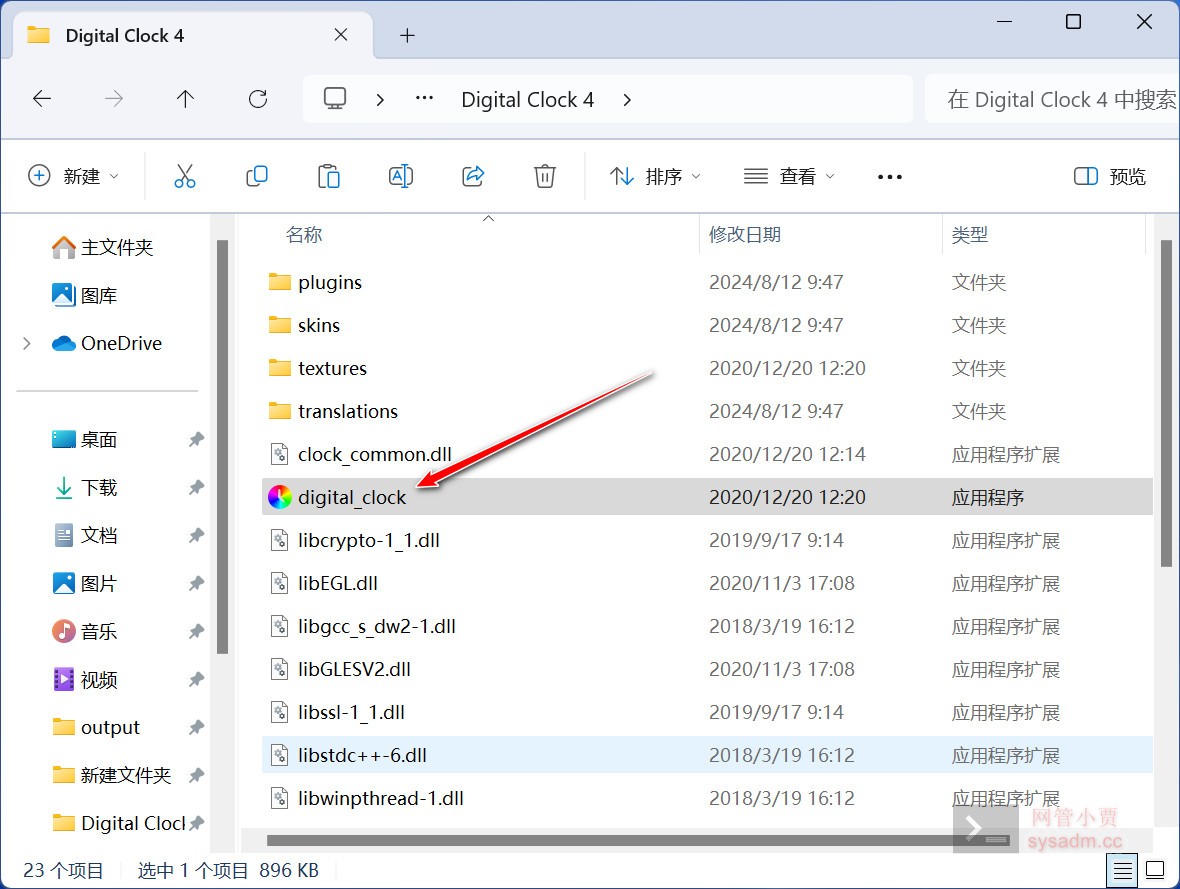 Digital Clock 4
Digital Clock 4
在 Digital Clock 4 中搜索
新建
排序
查看
预览
主文件夹
图库
OneDrive
桌面
下载
文档
图片
音乐
视频
output
新建文件夹
Digital Clocl
名称 修改日期 类型
plugins 2024/8/12 9:47 文件夹
skins 2024/8/12 9:47 文件夹
textures 2020/12/20 12:20 文件夹
translations 2024/8/12 9:47 文件夹
clock_common.dll 2020/12/20 12:14 应用程序扩展
digital_clock 2020/12/20 12:20 应用程序
libcrypto-1_1.dll 2019/9/17 9:14 应用程序扩展
libEGL.dll 2020/11/3 17:08 应用程序扩展
libgcc_s_dw2-1.dll 2018/3/19 16:12 应用程序扩展
libGLESV2.dll 2020/11/3 17:08 应用程序扩展
libssl-1_1.dll 2019/9/17 9:14 应用程序扩展
libstdc++-6.dll 2018/3/19 16:12 应用程序扩展
libwinpthread-1.dll 2018/3/19 16:12 应用程序扩展
网管小贾
sysadm.cc
23 个项目 选中 1 个项目 896 KB